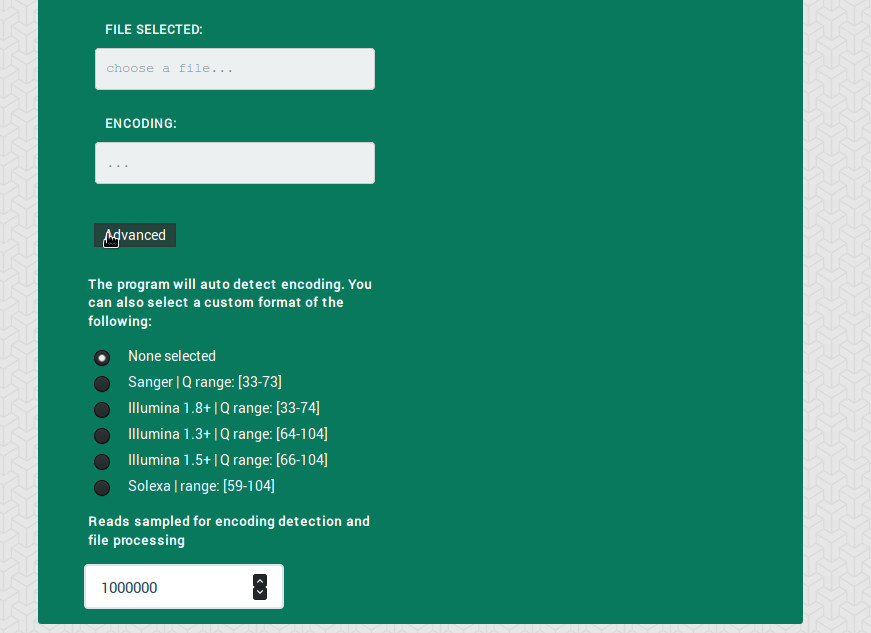 FILE SELECTED:
choose a file...
ENCODING:
...
Advanced
The program will auto detect encoding. You
can also select a custom format of the
following:
None selected
Sanger | Q range: [33-73]
Illumina 1.8+ | Q range: [33-74]
Illumina 1.3+ | Q range: [64-104]
Illumina 1.5+ | Q range: [66-104]
Solexa | range: [59-104]
Reads sampled for encoding detection and
file processing
1000000